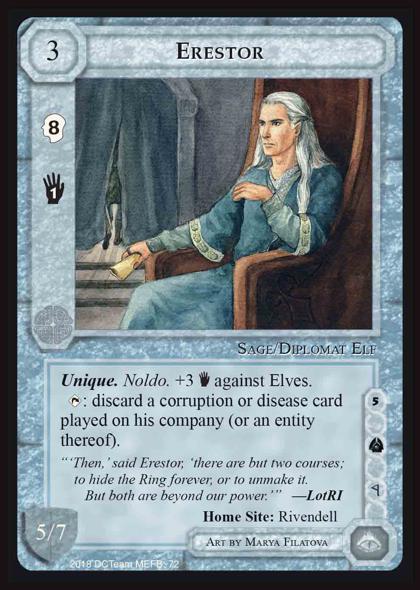 3
ERESTOR
8
1
SAGE/DIPLOMAT ELF
Unique. Noldo. +3 against Elves.
: discard a corruption or disease card
played on his company (or an entity
thereof).
“‘Then,’ said Erestor, ‘there are but two courses;
to hide the Ring forever, or to unmake it.
But both are beyond our power.’” —LotRI
Home Site: Rivendell
5
5/7
ART BY MARYA FILATOVA
2018 DCTeam MEFB: 72